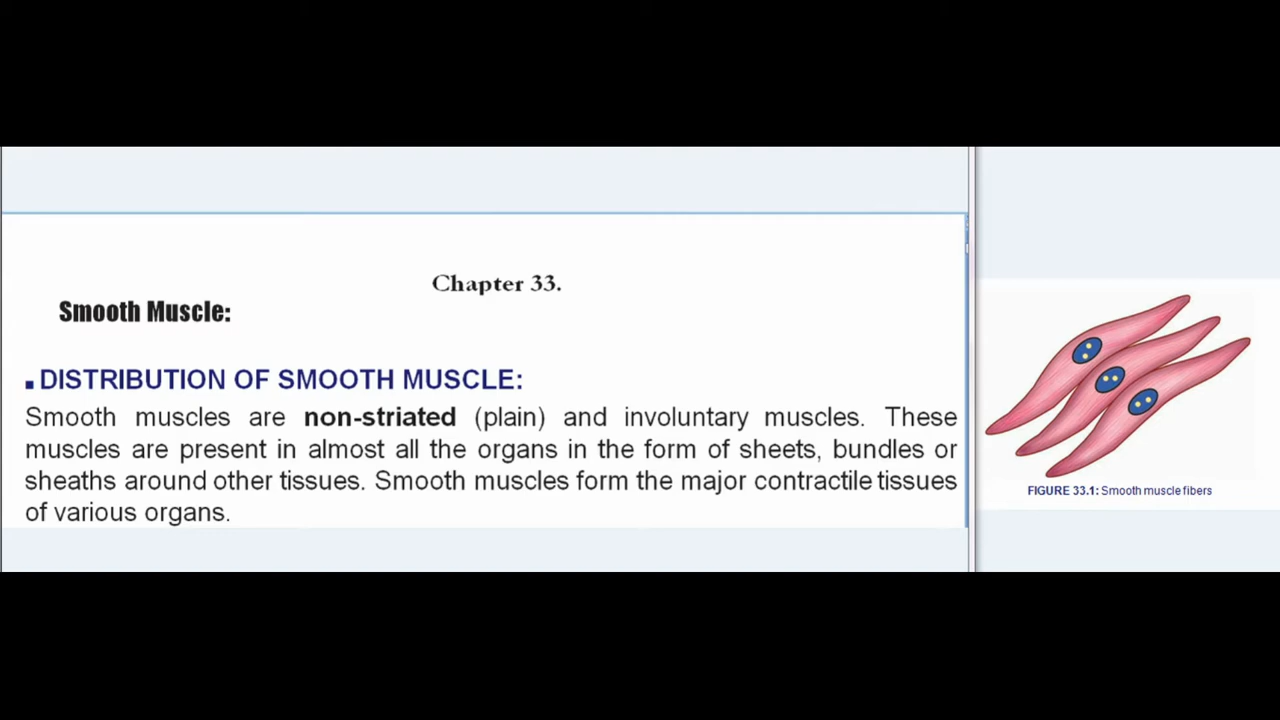 Chapter 33.
Smooth Muscle:
▪ DISTRIBUTION OF SMOOTH MUSCLE:
Smooth muscles are non-striated (plain) and involuntary muscles. These
muscles are present in almost all the organs in the form of sheets, bundles or
sheaths around other tissues. Smooth muscles form the major contractile tissues
of various organs.
FIGURE 33.1: Smooth muscle fibers